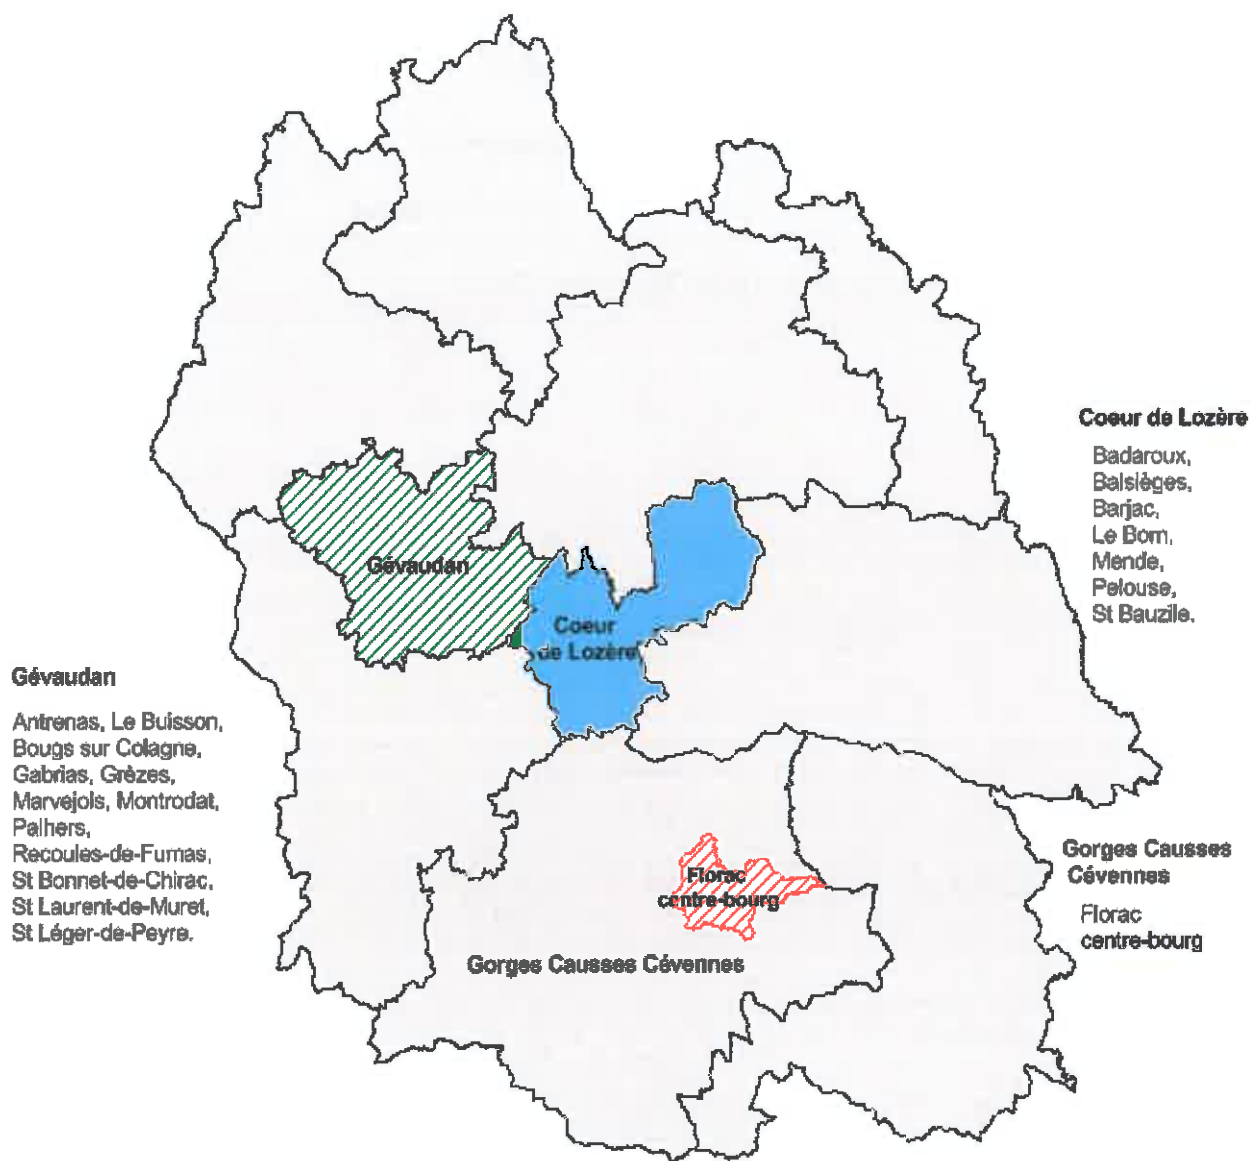 Coeur de Lozère
Badaroux,
Balsièges,
Barjac,
Le Born,
Mende,
Pelouse,
St Bauzile.
Gévaudan
Coeur
de Lozère
Gévaudan
Antrenas, Le Buisson,
Bougs sur Colagne,
Gabrias, Grèzes,
Marvejols, Montrodat,
Palhers,
Recoules-de-Fumas,
St Bonnet-de-Chirac,
St Laurent-de-Muret,
St Léger-de-Peyre.
Florac
centre-bourg
Gorges Causses Cévennes
Gorges Causses
Cévennes
Florac
centre-bourg